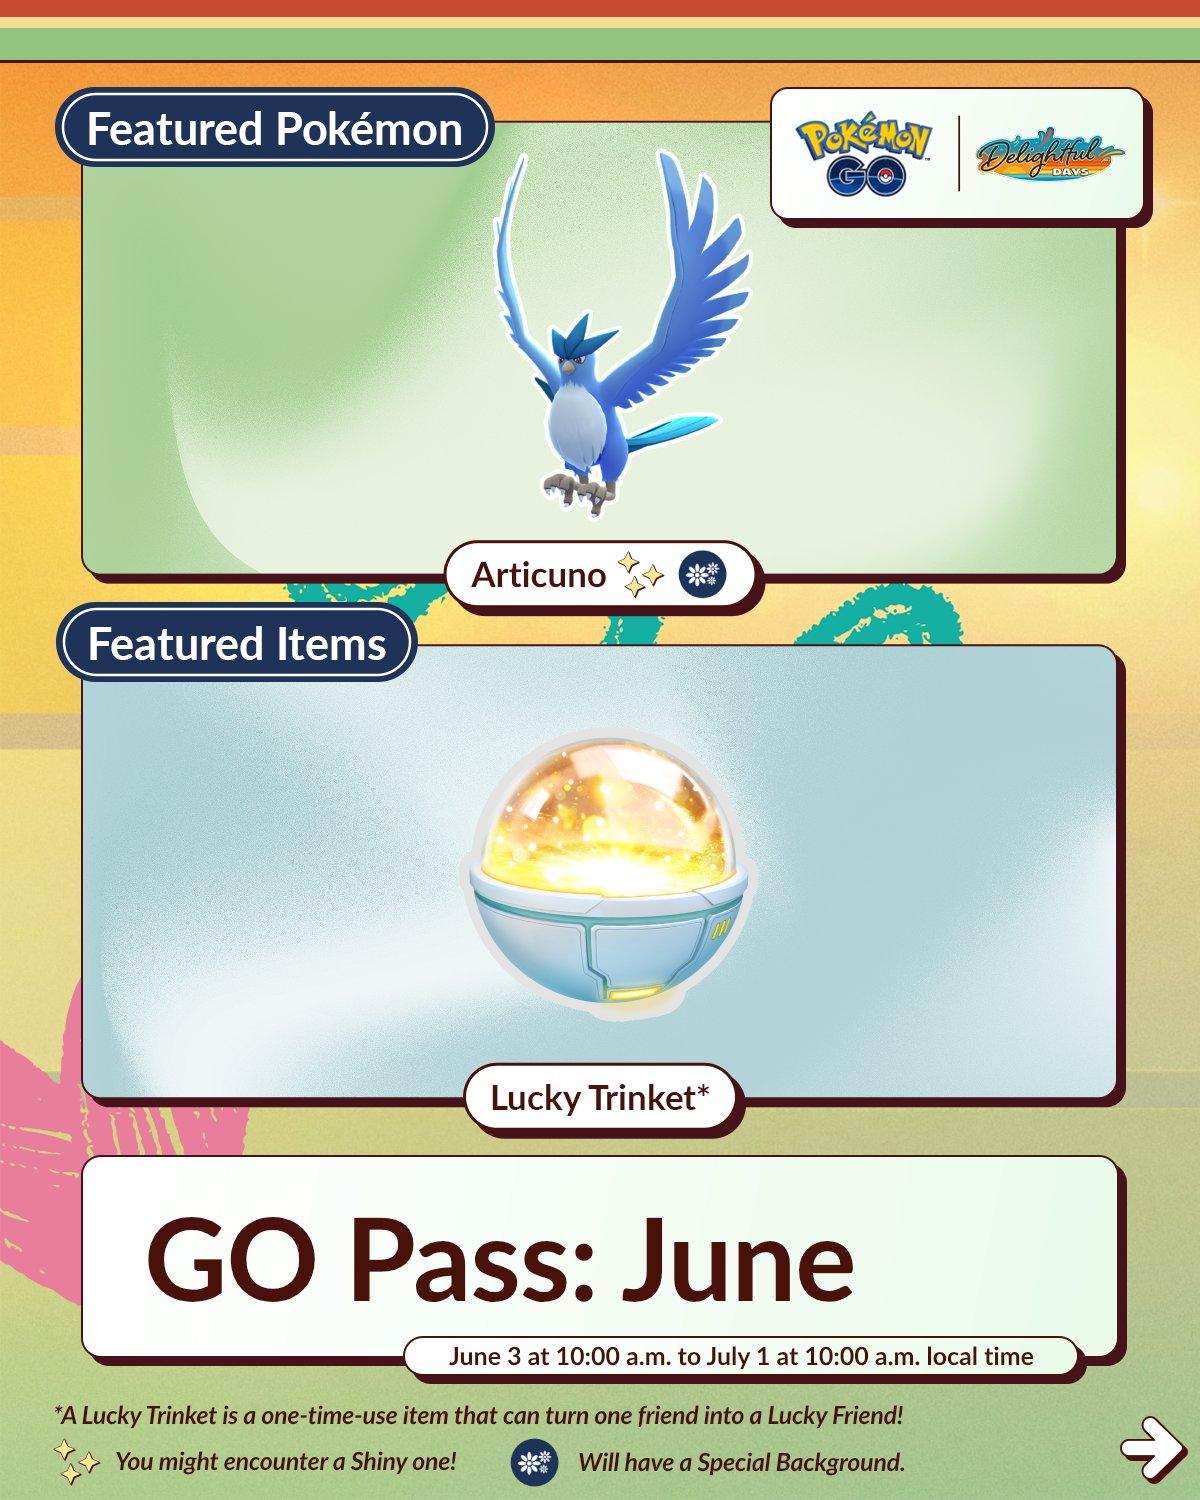 Featured Pokémon
POKéMON
GO
Delightful
DAYS
Articuno
Featured Items
Lucky Trinket*
GO Pass: June
June 3 at 10:00 a.m. to July 1 at 10:00 a.m. local time
*A Lucky Trinket is a one-time-use item that can turn one friend into a Lucky Friend!
You might encounter a Shiny one!
Will have a Special Background.